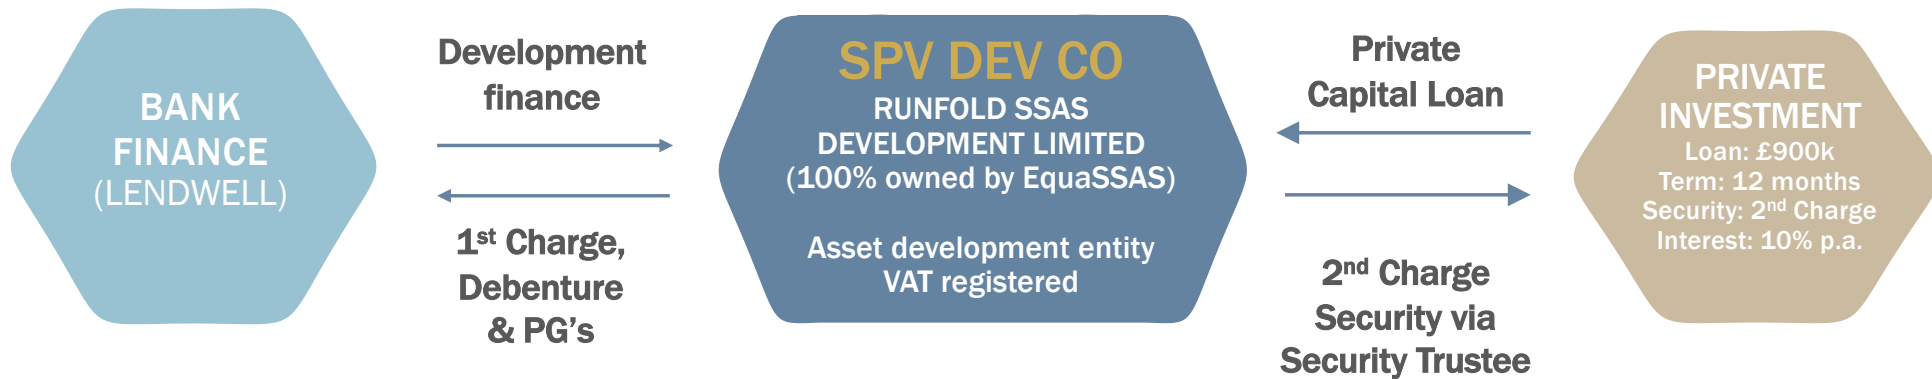 BANK
FINANCE
(LENDWELL)
Development
finance
1st Charge,
Debenture
& PG's
SPV DEV CO
RUNFOLD SSAS
DEVELOPMENT LIMITED
(100% owned by EquaSSAS)
Asset development entity
VAT registered
Private
Capital Loan
2nd Charge
Security via
Security Trustee
PRIVATE
INVESTMENT
Loan: £900k
Term: 12 months
Security: 2nd Charge
Interest: 10% p.a.